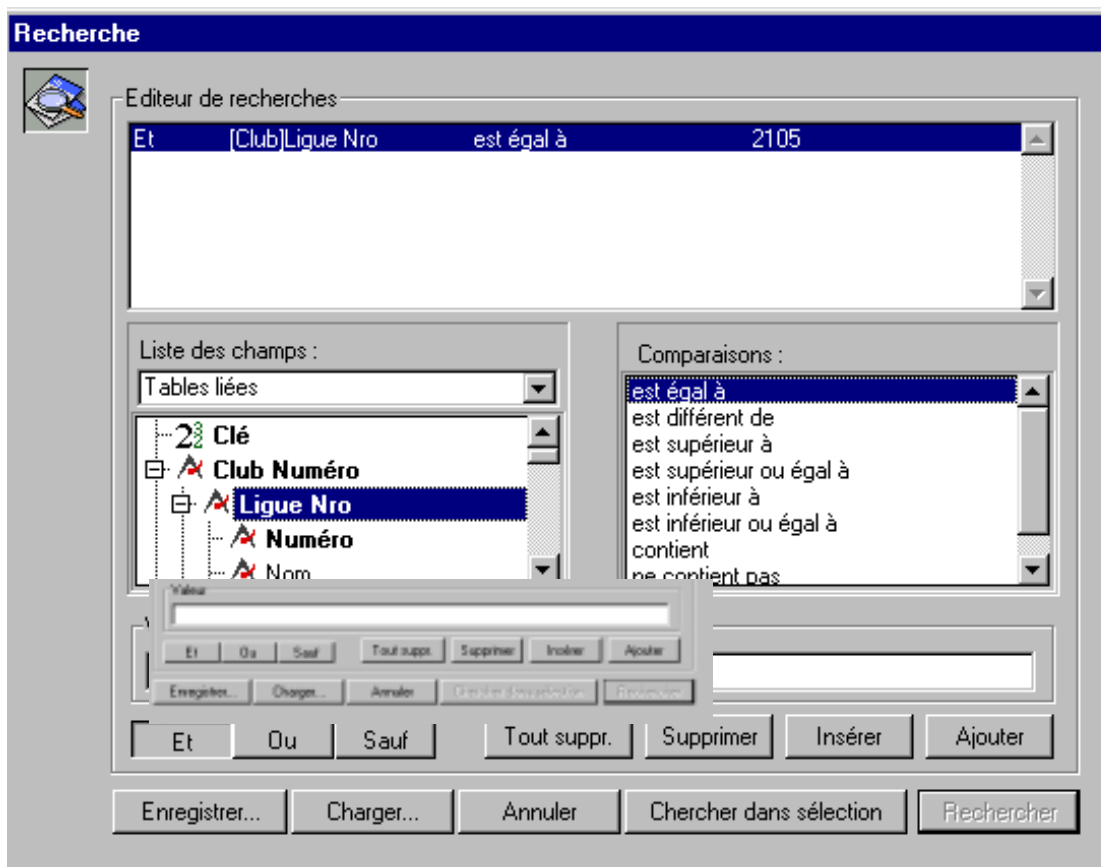 Recherche
Editeur de recherches
Et [Club]Ligue Nro est égal à 2105
Liste des champs :
Tables liées
Clé
Club Numéro
Ligue Nro
Numéro
Nom
Comparaisons :
est égal à
est différent de
est supérieur à
est supérieur ou égal à
est inférieur à
est inférieur ou égal à
contient
ne contient pas
Valeur
Et Ou Sauf Tout suppr. Supprimer Insérer Ajouter
Enregistrer... Charger... Annuler Chercher dans sélection Rechercher
Et Ou Sauf Tout suppr. Supprimer Insérer Ajouter
Enregistrer... Charger... Annuler Chercher dans sélection Rechercher